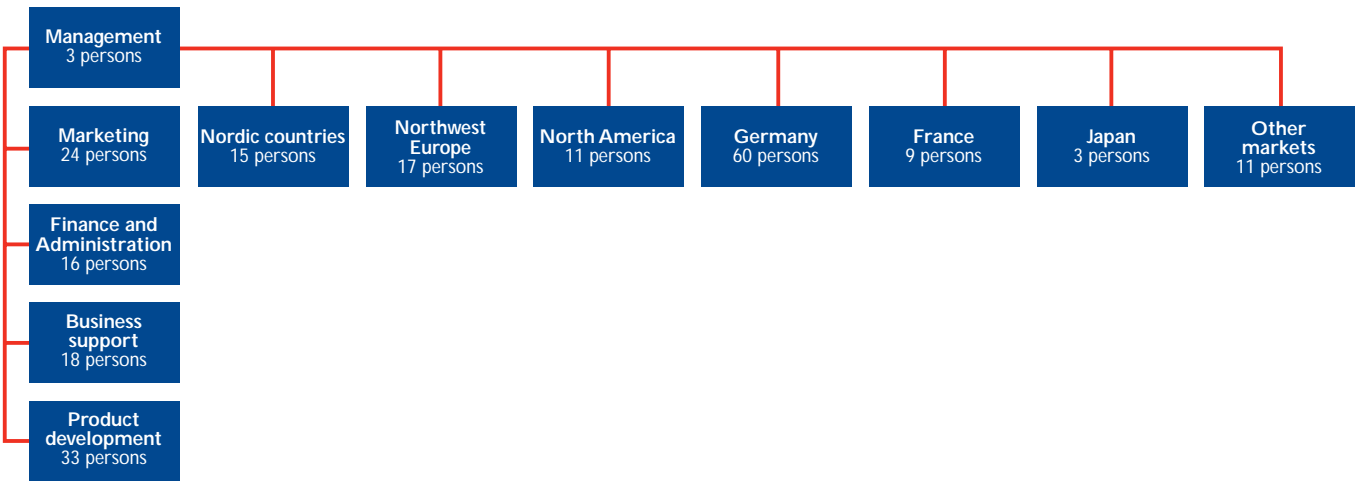 Management
3 persons
Marketing
24 persons
Nordic countries
15 persons
Northwest
Europe
17 persons
North America
11 persons
Germany
60 persons
France
9 persons
Japan
3 persons
Other
markets
11 persons
Finance and
Administration
16 persons
Business
support
18 persons
Product
development
33 persons